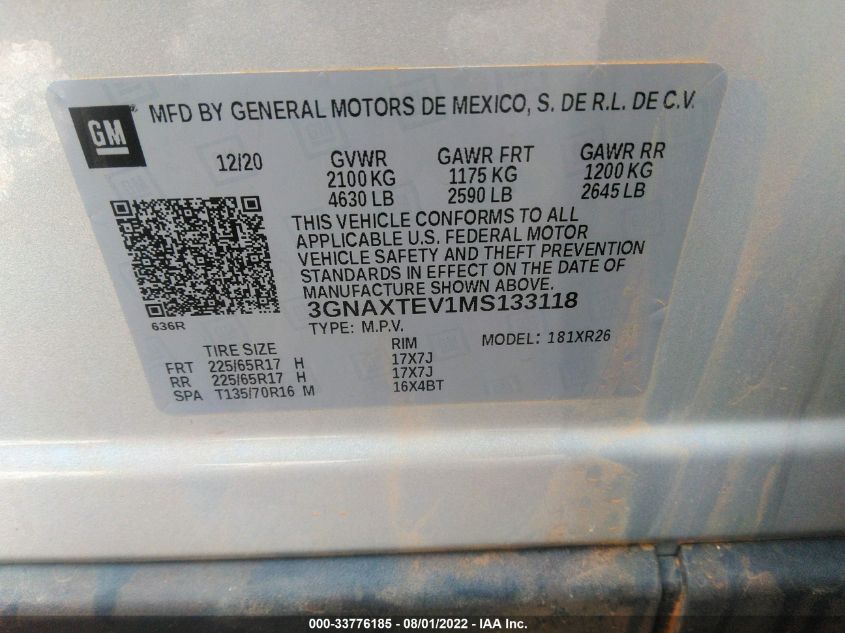 GM ® MFD BY GENERAL MOTORS DE MEXICO, S. DE R.L. DE C.V.
12/20 GVWR GAWR FRT GAWR RR
2100 KG 1175 KG 1200 KG
4630 LB 2590 LB 2645 LB
THIS VEHICLE CONFORMS TO ALL
APPLICABLE U.S. FEDERAL MOTOR
VEHICLE SAFETY AND THEFT PREVENTION
STANDARDS IN EFFECT ON THE DATE OF
MANUFACTURE SHOWN ABOVE.
3GNAXTEV1MS133118
636R
TYPE: M.P.V. MODEL: 181XR26
TIRE SIZE RIM
FRT 225/65R17 H 17X7J
RR 225/65R17 H 17X7J
SPA T135/70R16 M 16X4BT
000-33776185 - 08/01/2022 - IAA Inc.